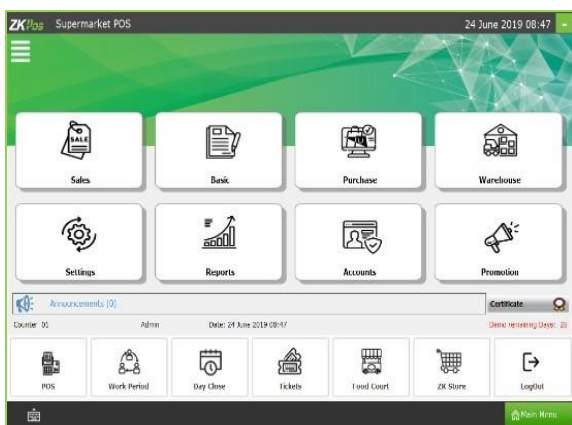 ZKPos Supermarket POS 24 June 2019 08:47 -
SALE
Sales Basic Purchase Warehouse
Settings Reports Accounts Promotion
Announcements (0) Certificate
Counter 01 Admin Date: 24 June 2019 08:47 Demo remaining Days: 28
POS Work Period Day Close Tickets Food Court ZK Store LogOut
Main Menu